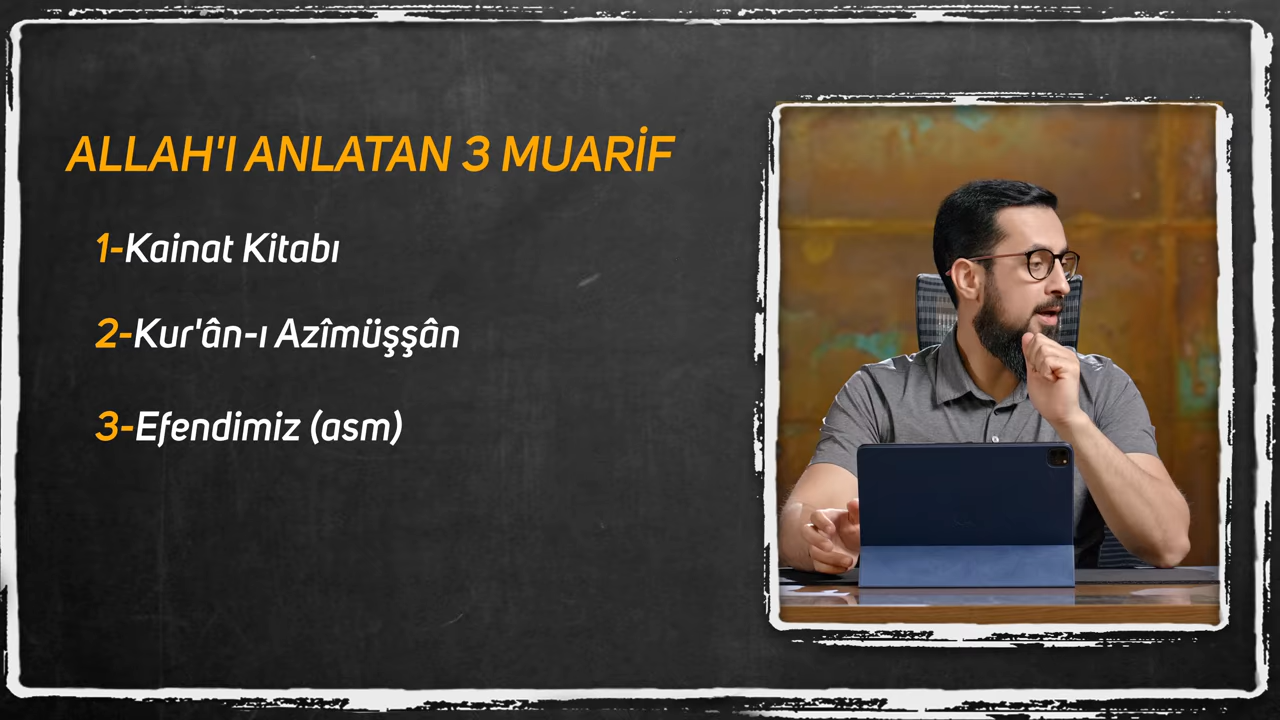 ALLAH'I ANLATAN 3 MUARİF
1-Kainat Kitabı
2-Kur'ân-ı Azîmüşşân
3-Efendimiz (asm)